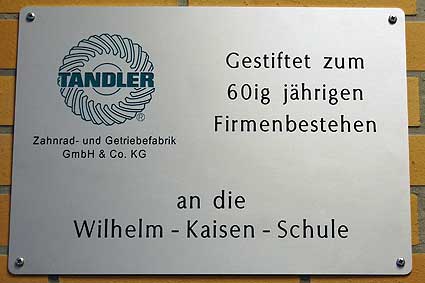 TANDLER
®
Zahnrad- und Getriebefabrik
GmbH & Co. KG
Gestiftet zum
60ig jährigen
Firmenbestehen
an die
Wilhelm - Kaisen - Schule